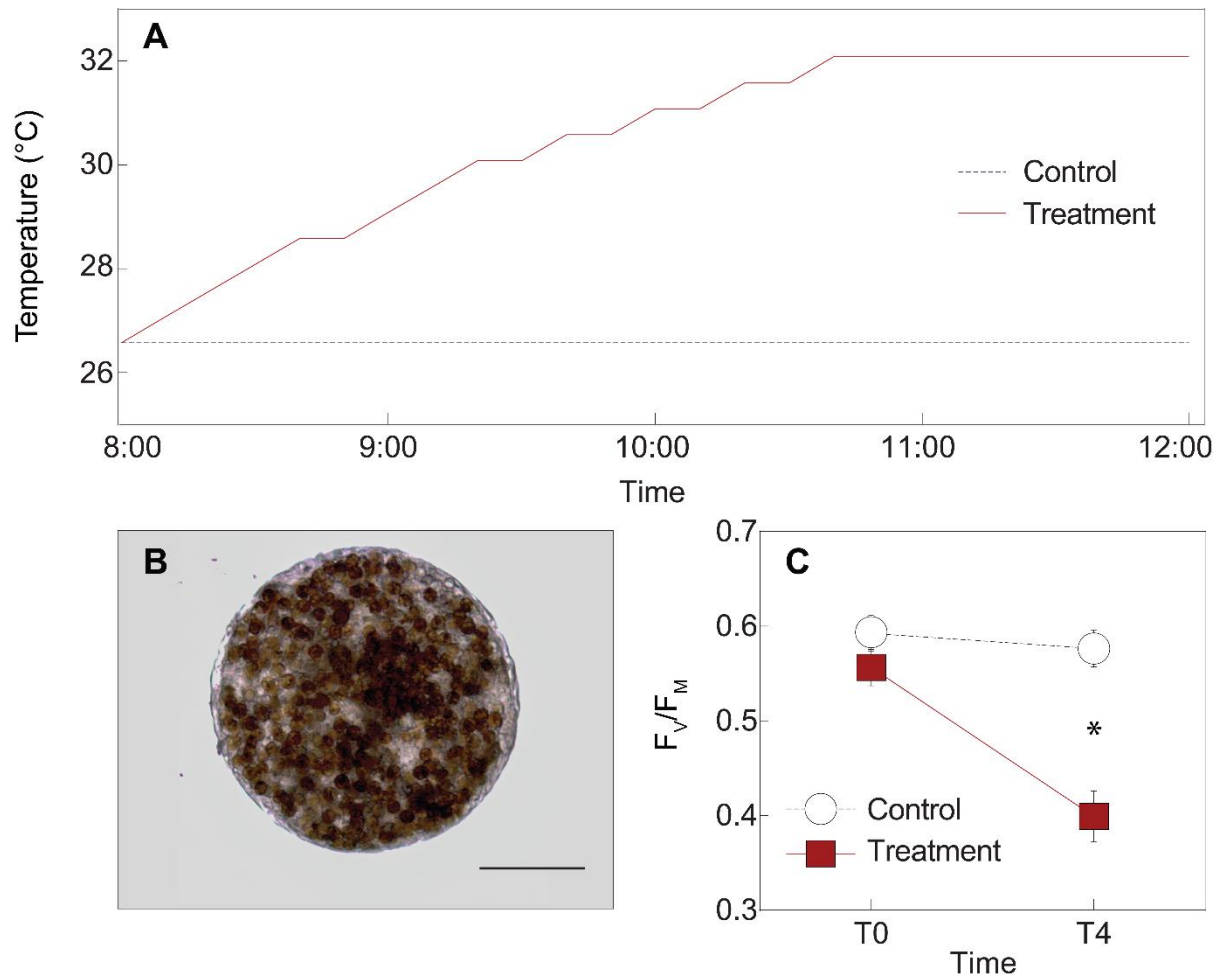 A
32
30
28
26
Temperature (°C)
Control
Treatment
8:00 9:00 10:00 11:00 12:00
Time
B
C
0.7
0.6
0.5
0.4
0.3
FV/FM
*
Control
Treatment
T0 T4
Time